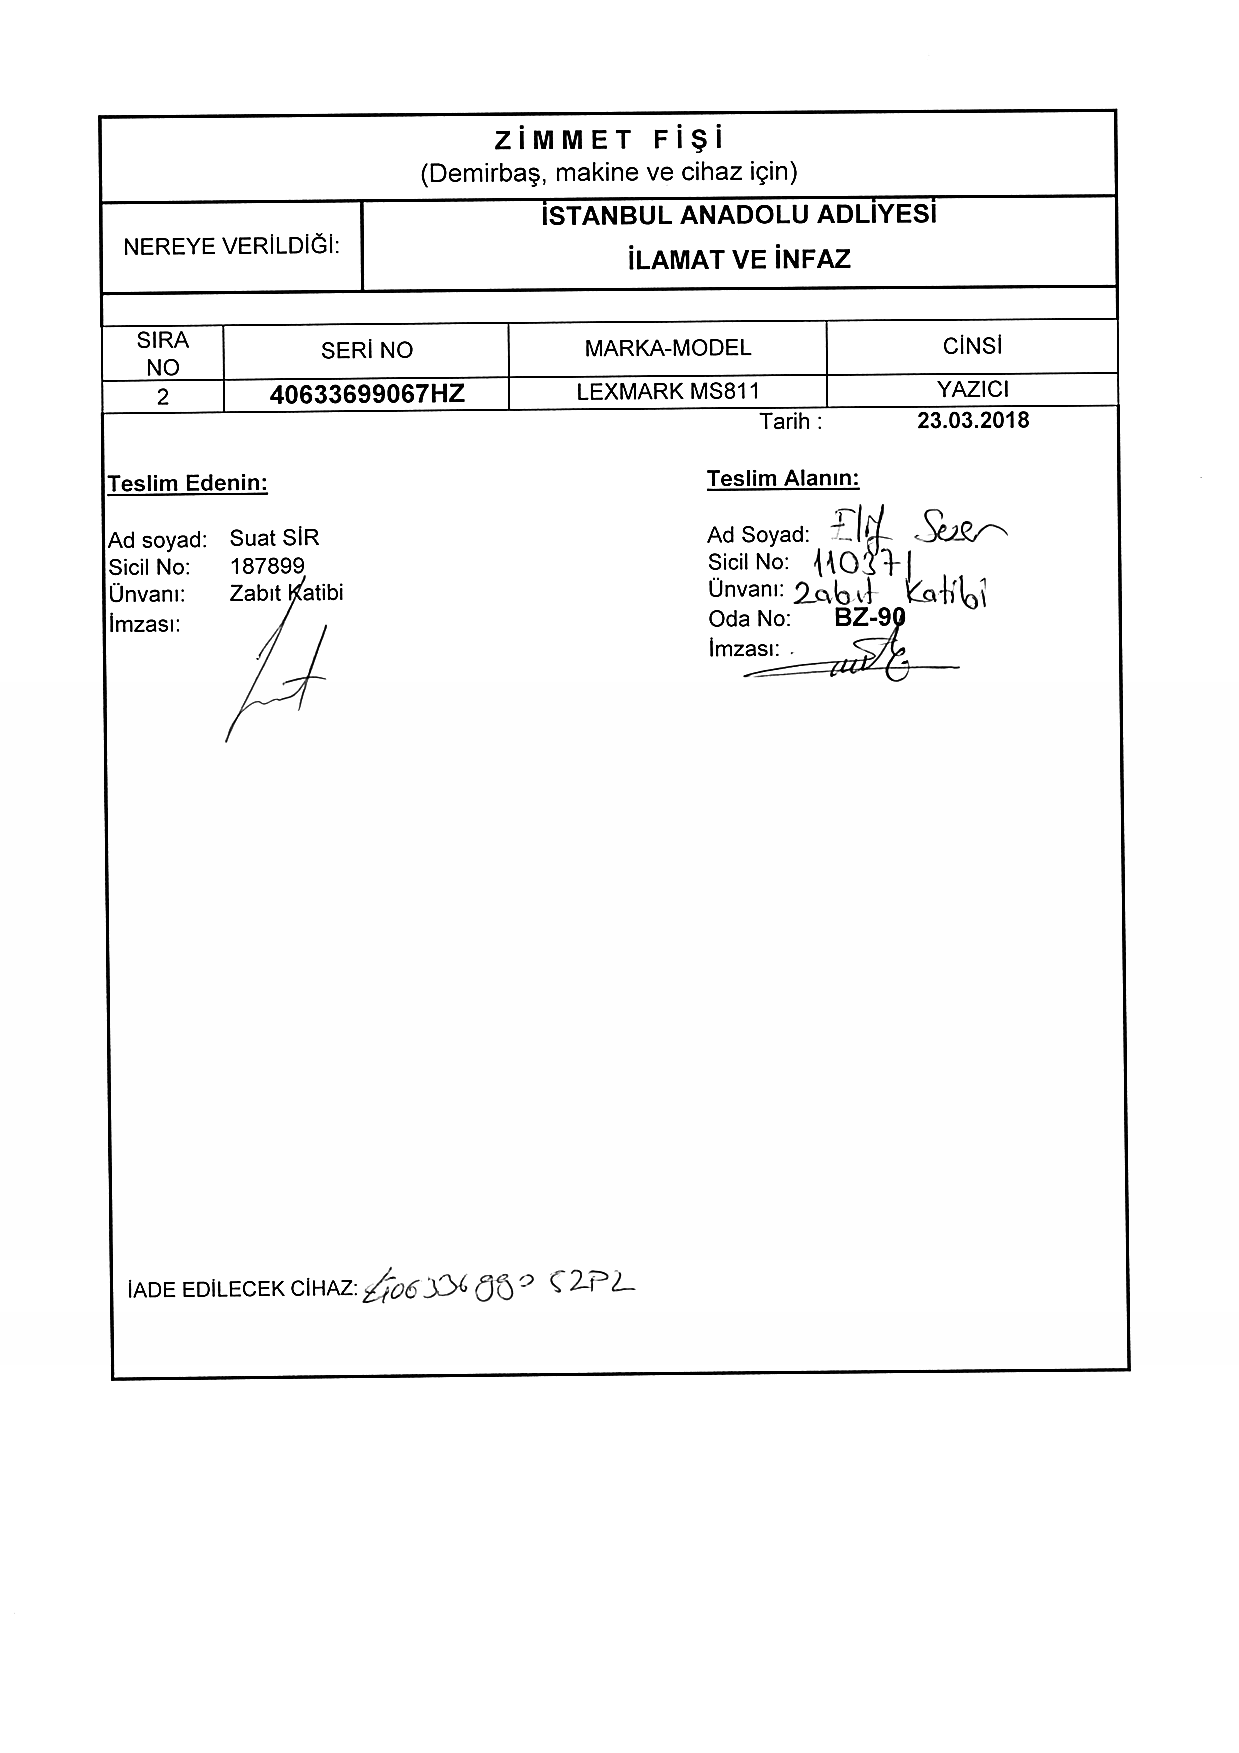 ZİMMET FİŞİ
(Demirbaş, makine ve cihaz için)
NEREYE VERİLDİĞİ:
İSTANBUL ANADOLU ADLİYESİ
İLAMAT VE İNFAZ
SIRA NO SERİ NO MARKA-MODEL CİNSİ
2 40633699067HZ LEXMARK MS811 YAZICI
Tarih : 23.03.2018
Teslim Edenin:
Ad soyad: Suat SİR
Sicil No: 187899
Ünvanı: Zabıt Katibi
İmzası:
Teslim Alanın:
Ad Soyad: Elif
Sicil No: 110371
Ünvanı: Zabıt Katibi
Oda No: BZ-90
İmzası:
İADE EDİLECEK CİHAZ: